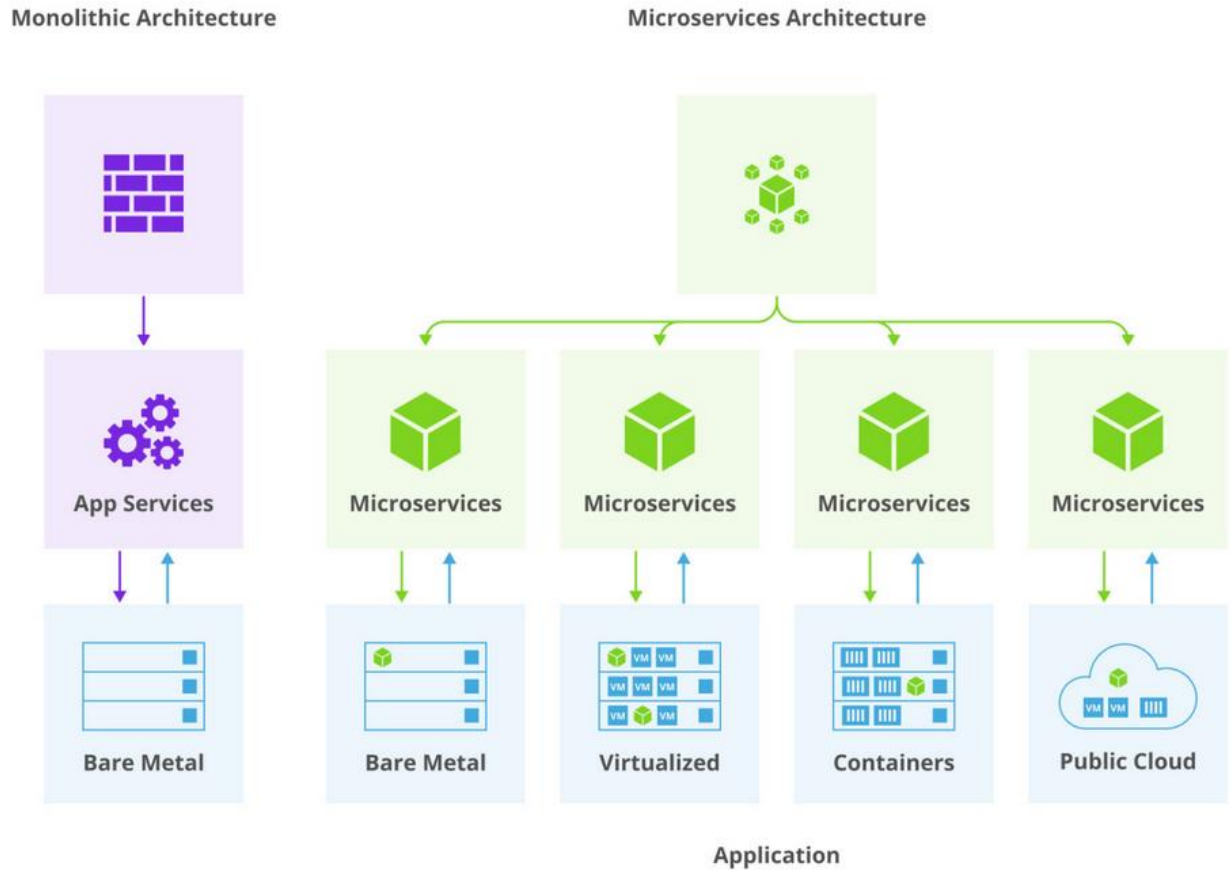 Monolithic Architecture
Microservices Architecture
App Services
Microservices
Microservices
Microservices
Microservices
VM VM
VM VM VM
VM VM
VM VM
Bare Metal
Bare Metal
Virtualized
Containers
Public Cloud
Application